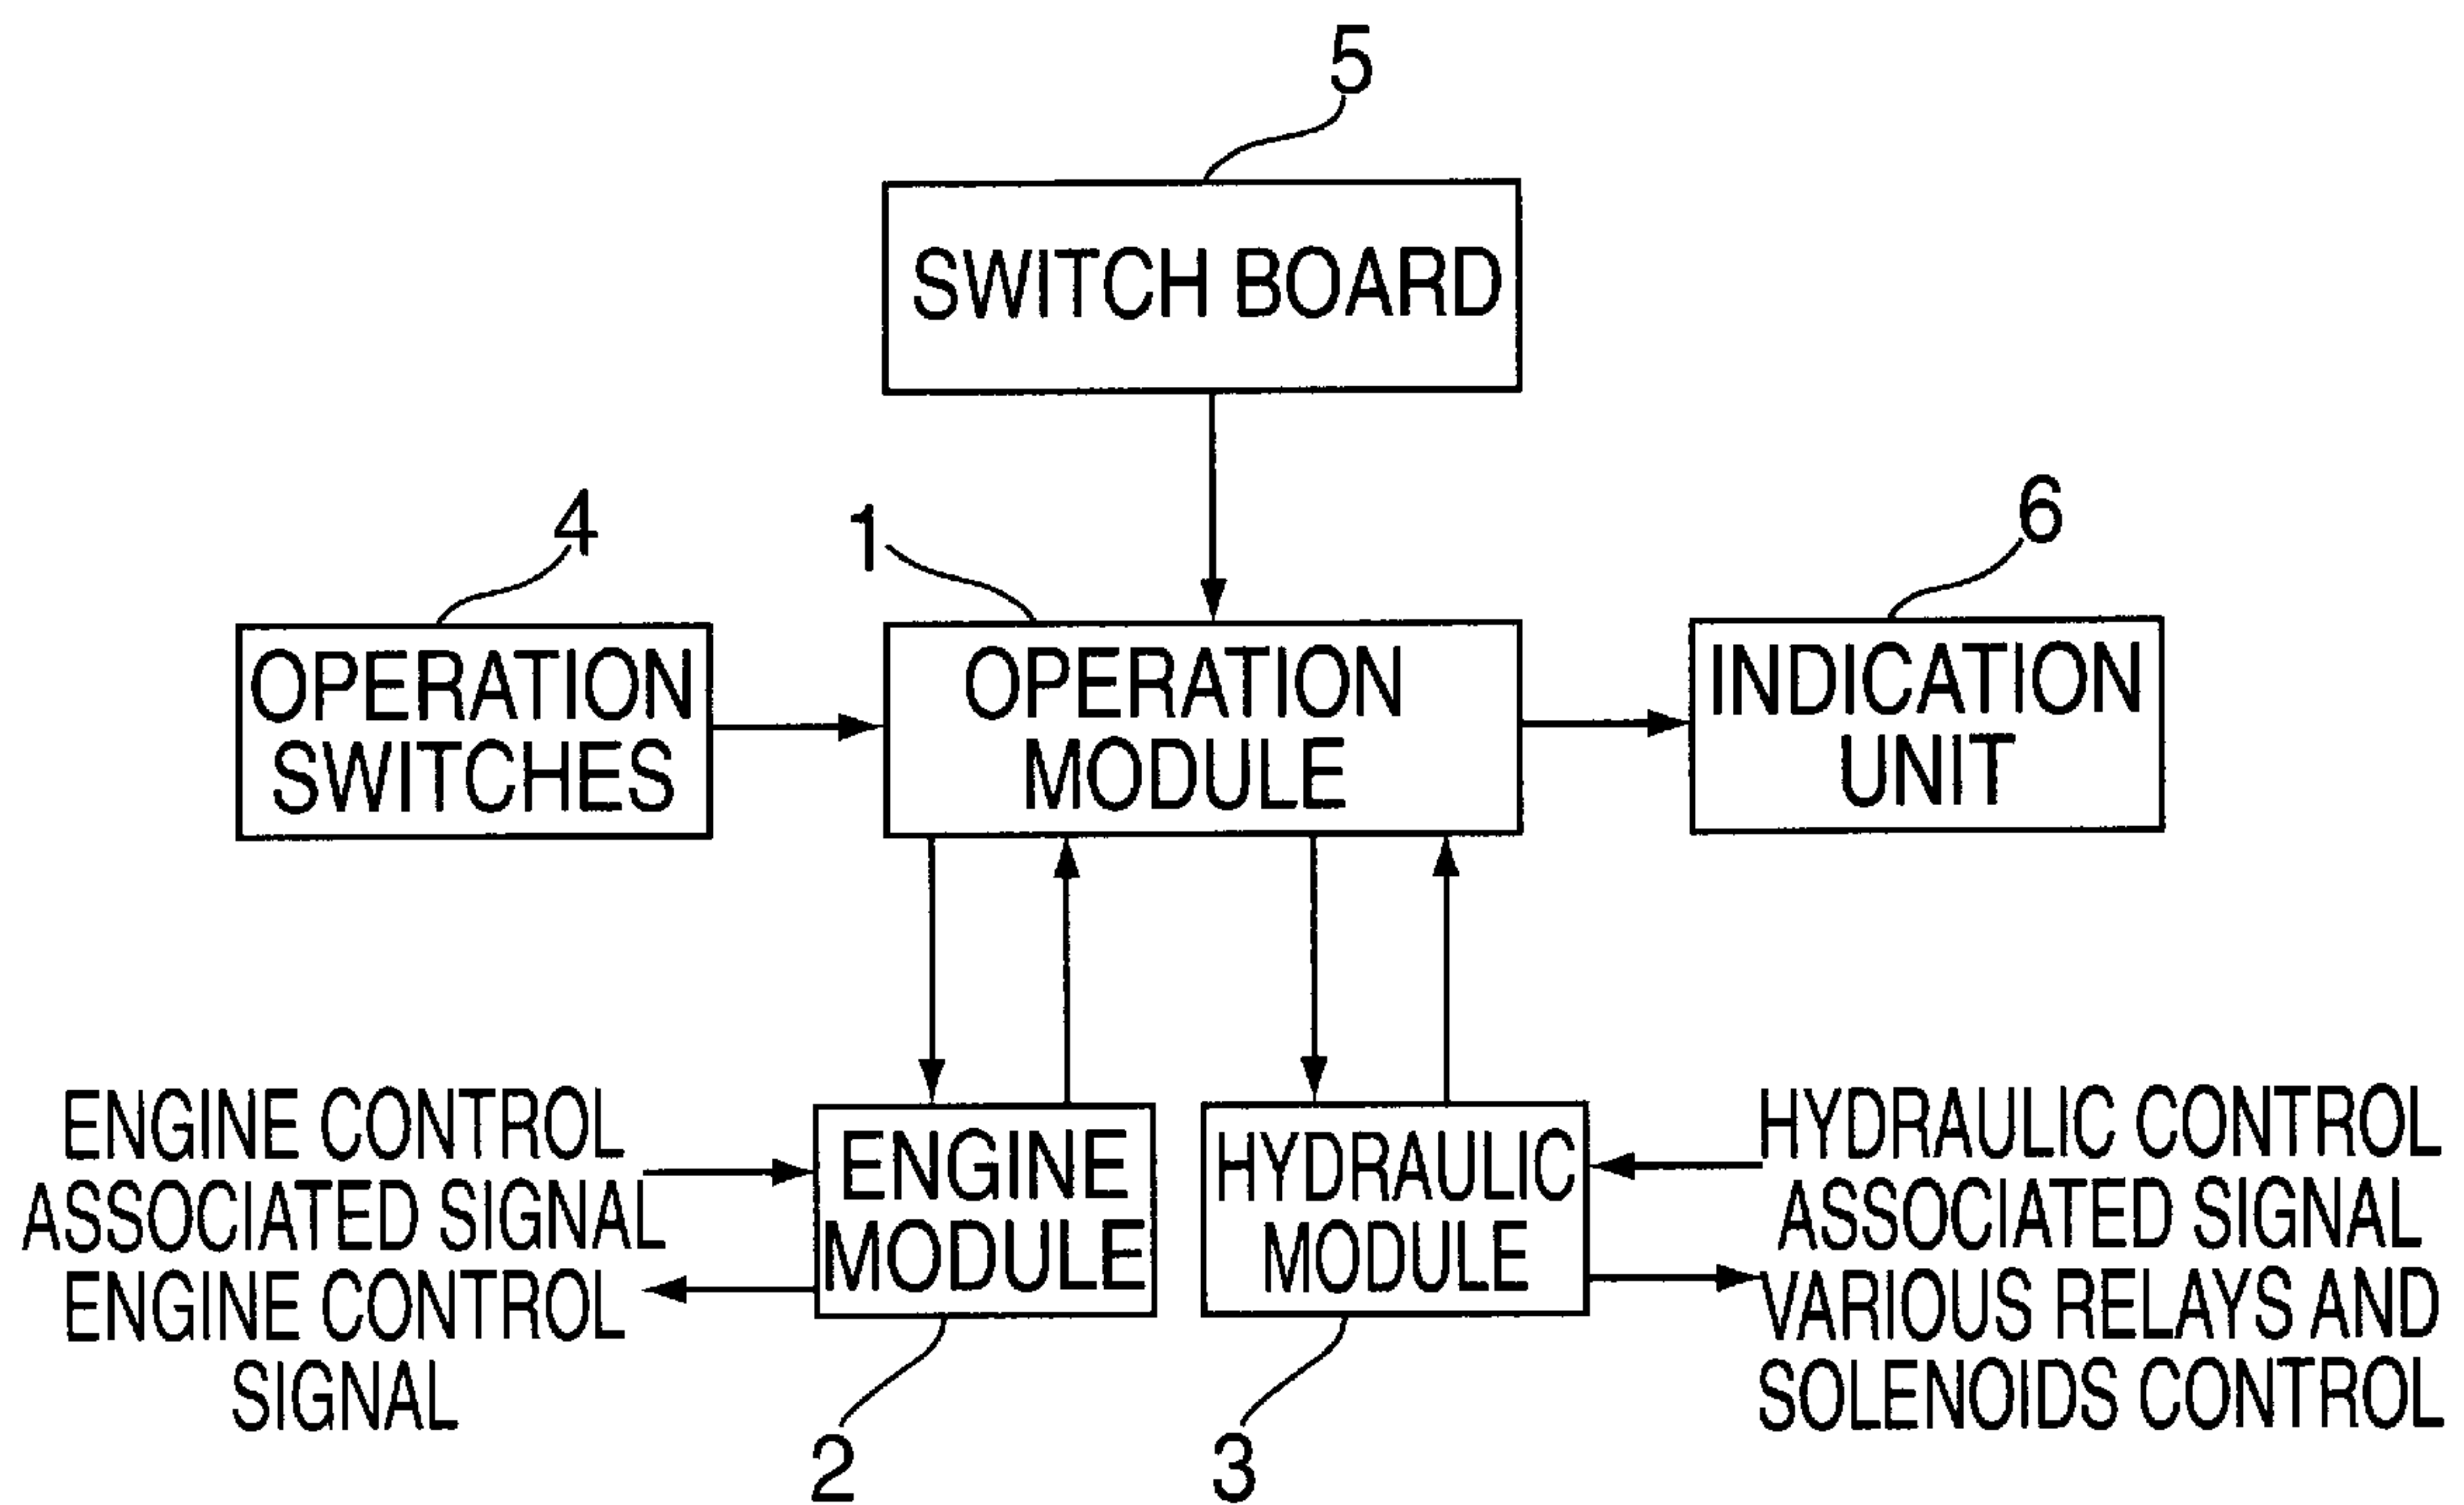 5
SWITCH BOARD
4
1
6
OPERATION
SWITCHES
OPERATION
MODULE
INDICATION
UNIT
ENGINE CONTROL
ASSOCIATED SIGNAL
ENGINE CONTROL
SIGNAL
ENGINE
MODULE
HYDRAULIC
MODULE
HYDRAULIC CONTROL
ASSOCIATED SIGNAL
VARIOUS RELAYS AND
SOLENOIDS CONTROL
2
3